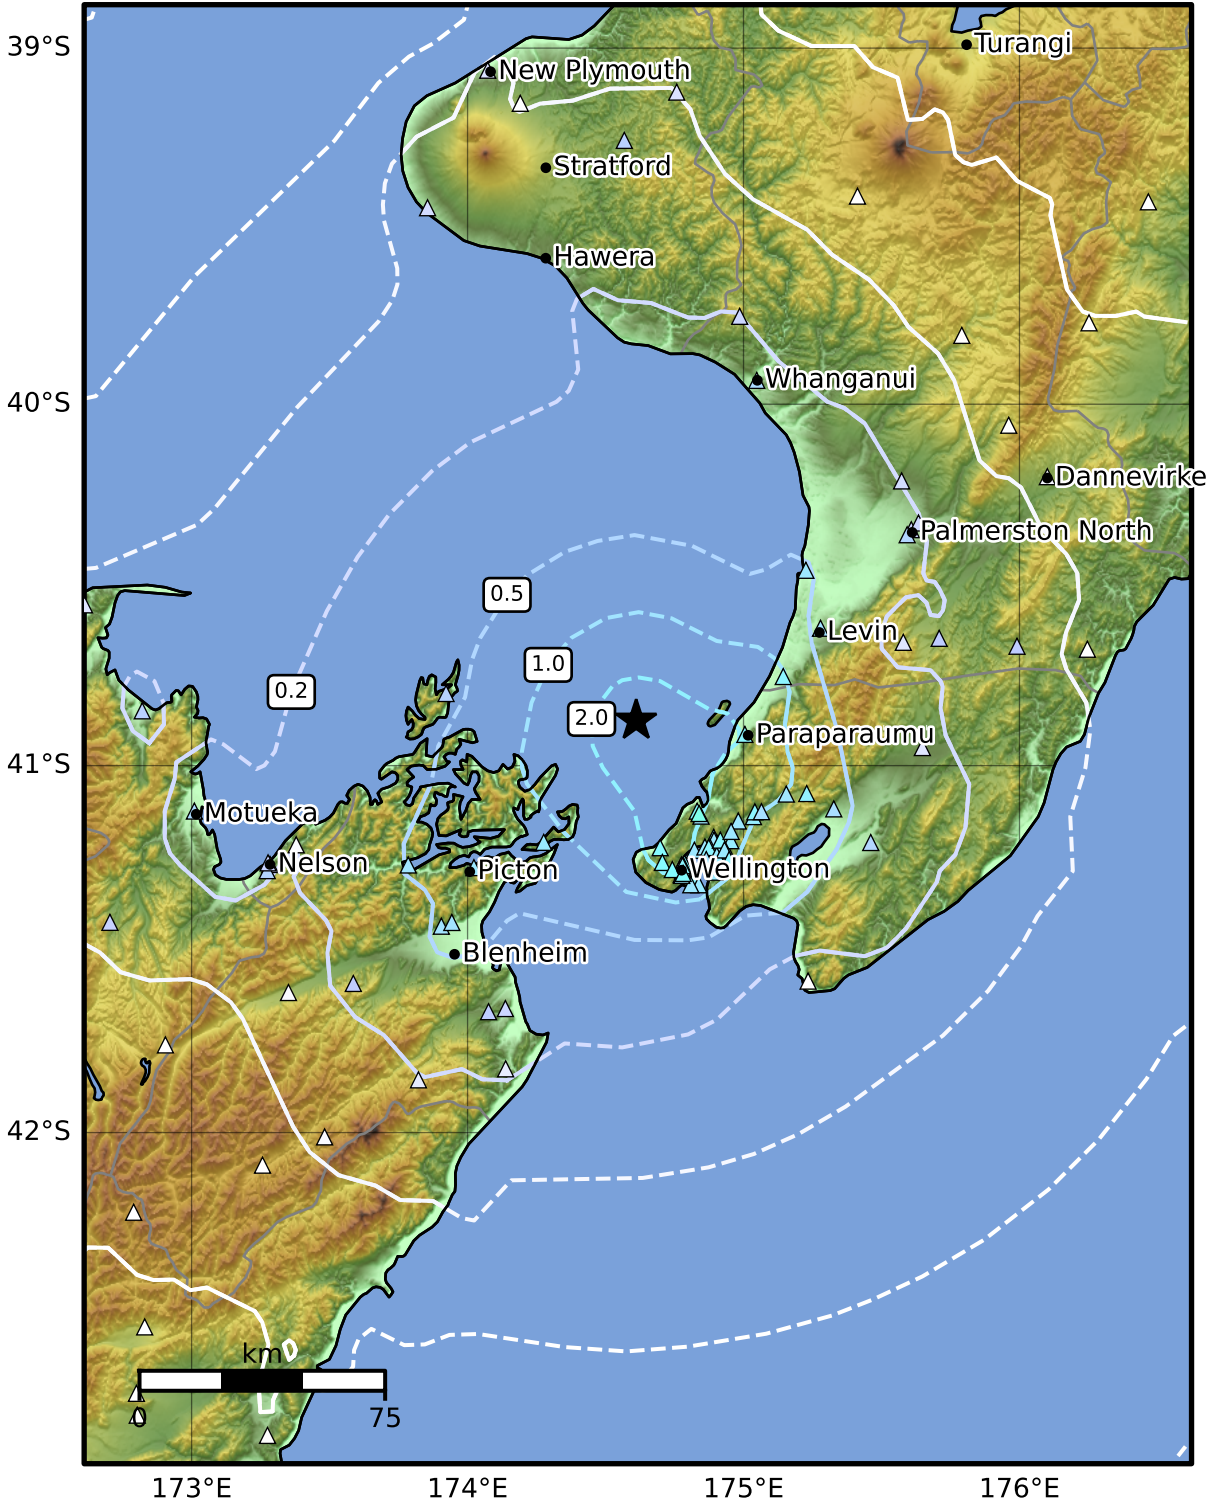 39°S
Turangi
New Plymouth
Stratford
Hawera
Whanganui
40°S
Dannevirke
Palmerston North
0.5
Levin
1.0
0.2
2.0
Paraparaumu
41°S
Motueka
Nelson
Picton
Wellington
Blenheim
42°S
km
0
75
173°E
174°E
175°E
176°E